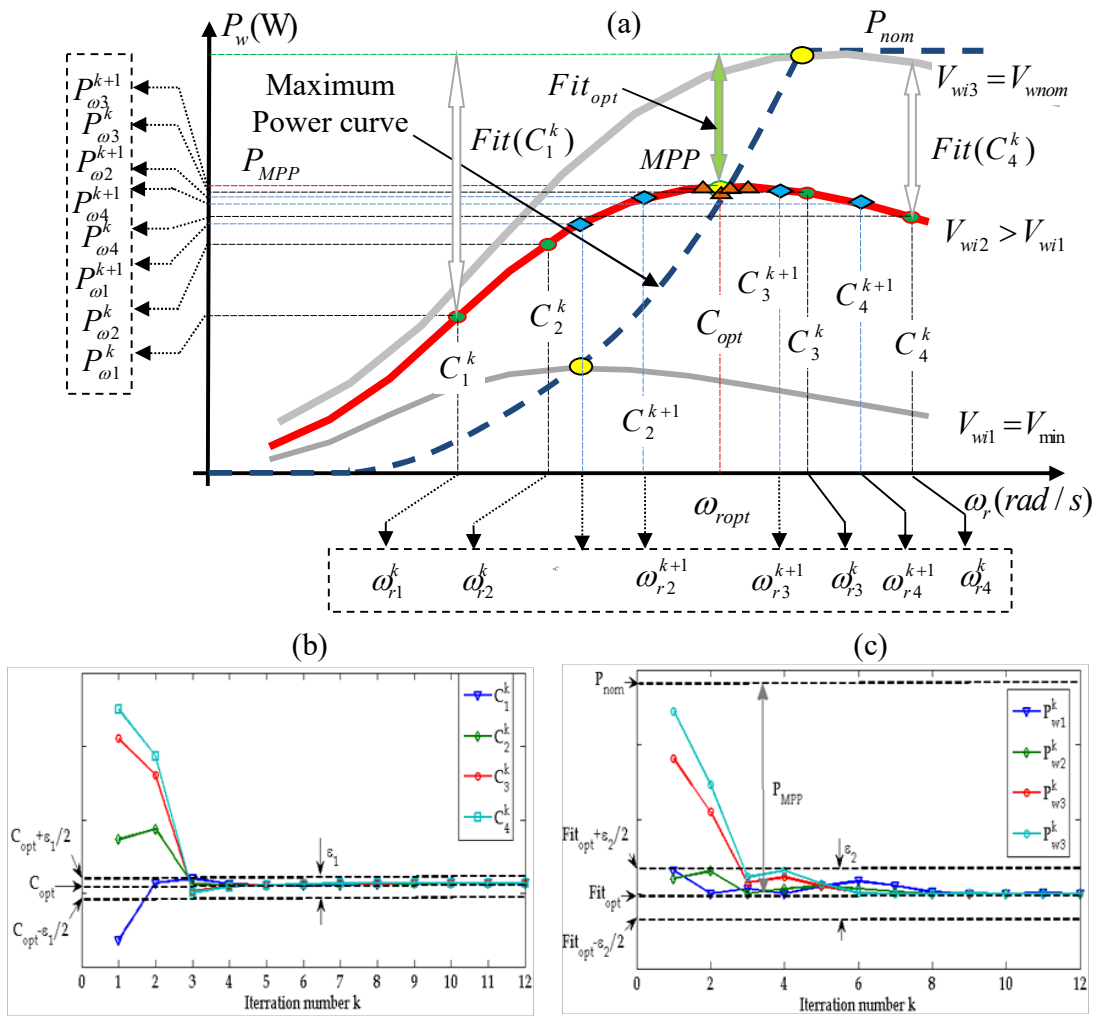 (a)
P_w(W)
P_nom
Maximum
Power curve
Fit_opt
Fit(C_1^k)
V_wi3 = V_wnom
Fit(C_4^k)
P_MPP
MPP
V_wi2 > V_wi1
P_ω3^{k+1}
P_ω3^k
P_ω2^{k+1}
P_ω4^{k+1}
P_ω4^k
P_ω1^{k+1}
P_ω2^k
P_ω1^k
C_1^k
C_2^k
C_2^{k+1}
C_opt
C_3^{k+1}
C_3^k
C_4^{k+1}
C_4^k
V_wi1 = V_min
ω_ropt
ω_r (rad / s)
ω_r1^k
ω_r2^k
ω_r2^{k+1}
ω_r3^{k+1}
ω_r3^k
ω_r4^{k+1}
ω_r4^k
(b)
C_1^k
C_2^k
C_3^k
C_4^k
C_opt+ε_1/2
C_opt
C_opt-ε_1/2
ε_1
0 1 2 3 4 5 6 7 8 9 10 11 12
Iterration number k
(c)
P_nom
P_w1^k
P_w2^k
P_w3^k
P_w3^k
P_MPP
Fit_opt+ε_2/2
ε_2
Fit_opt
Fit_opt-ε_2/2
0 2 4 6 8 10 12
Iterration number k